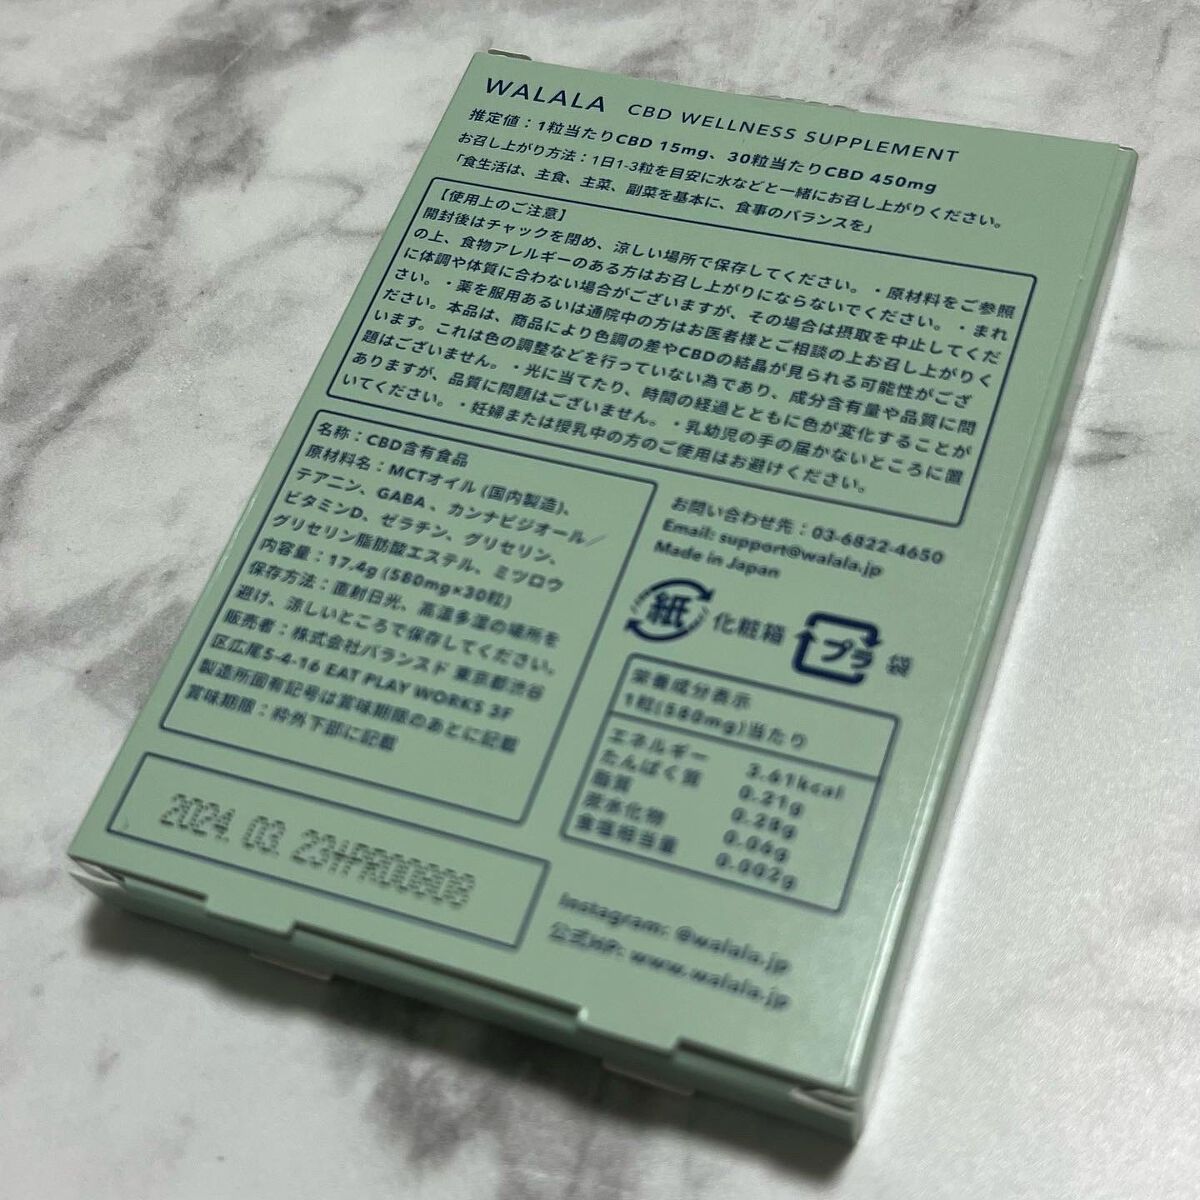 WALALA CBD WELLNESS SUPPLEMENT
推定値：1粒当たりCBD 15mg、30粒当たりCBD 450mg
お召し上がり方法：1日1-3粒を目安に水などと一緒にお召し上がりください。
「食生活は、主食、主菜、副菜を基本に、食事のバランスを」
【使用上のご注意】
開封後はチャックを閉め、涼しい場所で保存してください。・原材料をご参照
の上、食物アレルギーのある方はお召し上がりにならないでください。・まれ
に体調や体質に合わない場合がございますが、その場合は摂取を中止してくだ
さい。・薬を服用あるいは通院中の方はお医者様とご相談の上お召し上がりく
ださい。本品は、商品により色調の差やCBDの結晶が見られる可能性がござ
います。これは色の調整などを行っていない為であり、成分含有量や品質に問
題はございません。・光に当てたり、時間の経過とともに色が変化することが
ありますが、品質に問題はございません。・乳幼児の手の届かないところに置
いてください。・妊婦または授乳中の方のご使用はお避けください。
名称：CBD含有食品
原材料名：MCTオイル (国内製造)、
テアニン、GABA、カンナビジオール／
ビタミンD、ゼラチン、グリセリン、
グリセリン脂肪酸エステル、ミツロウ
内容量：17.4g (580mg×30粒)
保存方法：直射日光、高温多湿の場所を
避け、涼しいところで保存してください。
販売者：株式会社バランスド 東京都渋谷
区広尾5-4-16 EAT PLAY WORKS 3F
製造所固有記号は賞味期限のあとに記載
賞味期限：枠外下部に記載
2024. 03. 23+PR00808
お問い合わせ先：03-6822-4650
Email: support@walala.jp
Made in Japan
紙 化粧箱 プラ 袋
栄養成分表示
1粒(580mg)当たり
エネルギー 3.61kcal
たんぱく質 0.21g
脂質 0.28g
炭水化物 0.06g
食塩相当量 0.002g
Instagram: @walala.jp
公式HP: www.walala.jp